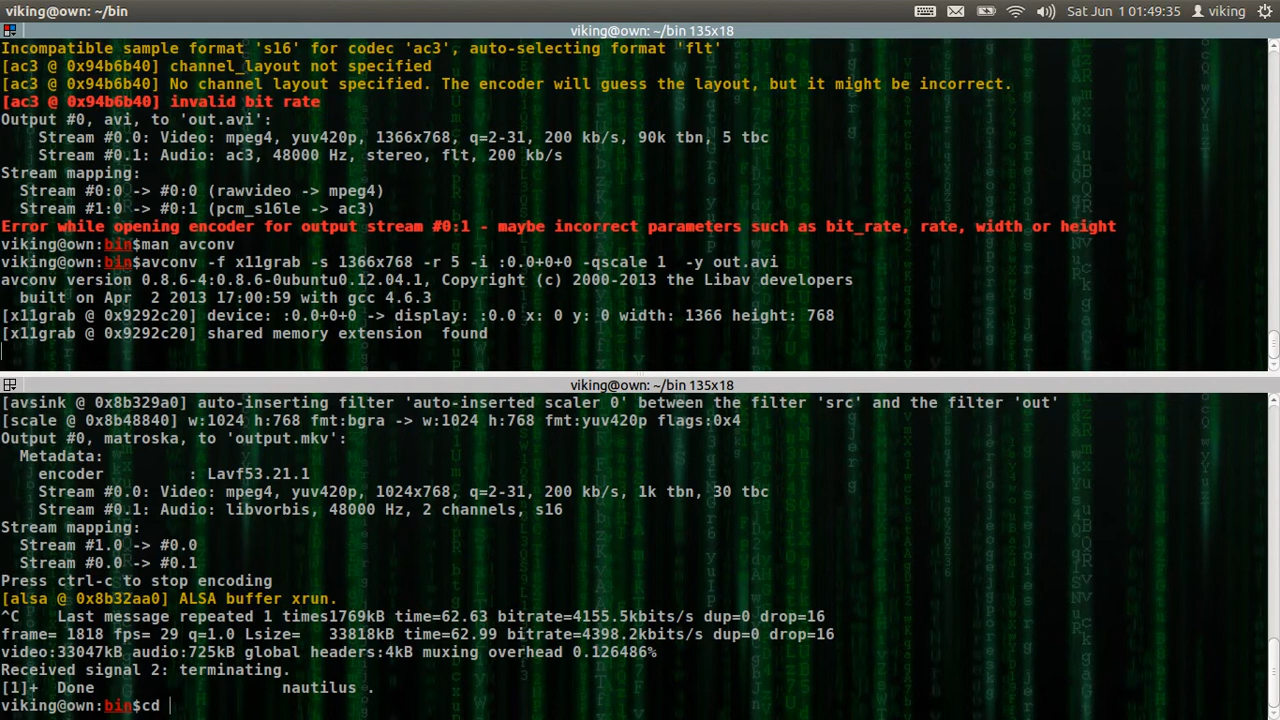 viking@own: ~/bin
Sat Jun 1 01:49:35
viking
viking@own: ~/bin 135x18
Incompatible sample format 's16' for codec 'ac3', auto-selecting format 'flt'
[ac3 @ 0x94b6b40] channel_layout not specified
[ac3 @ 0x94b6b40] No channel layout specified. The encoder will guess the layout, but it might be incorrect.
[ac3 @ 0x94b6b40] invalid bit rate
Output #0, avi, to 'out.avi':
    Stream #0.0: Video: mpeg4, yuv420p, 1366x768, q=2-31, 200 kb/s, 90k tbn, 5 tbc
    Stream #0.1: Audio: ac3, 48000 Hz, stereo, flt, 200 kb/s
Stream mapping:
  Stream #0:0 -> #0:0 (rawvideo -> mpeg4)
  Stream #1:0 -> #0:1 (pcm_s16le -> ac3)
Error while opening encoder for output stream #0:1 - maybe incorrect parameters such as bit_rate, rate, width or height
viking@own:bin$man avconv
viking@own:bin$avconv -f x11grab -s 1366x768 -r 5 -i :0.0+0+0 -qscale 1  -y out.avi
avconv version 0.8.6-4:0.8.6-0ubuntu0.12.04.1, Copyright (c) 2000-2013 the Libav developers
  built on Apr  2 2013 17:00:59 with gcc 4.6.3
[x11grab @ 0x9292c20] device: :0.0+0+0 -> display: :0.0 x: 0 y: 0 width: 1366 height: 768
[x11grab @ 0x9292c20] shared memory extension  found
viking@own: ~/bin 135x18
[avsink @ 0x8b329a0] auto-inserting filter 'auto-inserted scaler 0' between the filter 'src' and the filter 'out'
[scale @ 0x8b48840] w:1024 h:768 fmt:bgra -> w:1024 h:768 fmt:yuv420p flags:0x4
Output #0, matroska, to 'output.mkv':
  Metadata:
    encoder         : Lavf53.21.1
    Stream #0.0: Video: mpeg4, yuv420p, 1024x768, q=2-31, 200 kb/s, 1k tbn, 30 tbc
    Stream #0.1: Audio: libvorbis, 48000 Hz, 2 channels, s16
Stream mapping:
  Stream #1.0 -> #0.0
  Stream #0.0 -> #0.1
Press ctrl-c to stop encoding
[alsa @ 0x8b32aa0] ALSA buffer xrun.
^C    Last message repeated 1 times1769kB time=62.63 bitrate=4155.5kbits/s dup=0 drop=16
frame= 1818 fps= 29 q=1.0 Lsize=   33818kB time=62.99 bitrate=4398.2kbits/s dup=0 drop=16
video:33047kB audio:725kB global headers:4kB muxing overhead 0.126486%
Received signal 2: terminating.
[1]+  Done                    nautilus .
viking@own:bin$cd